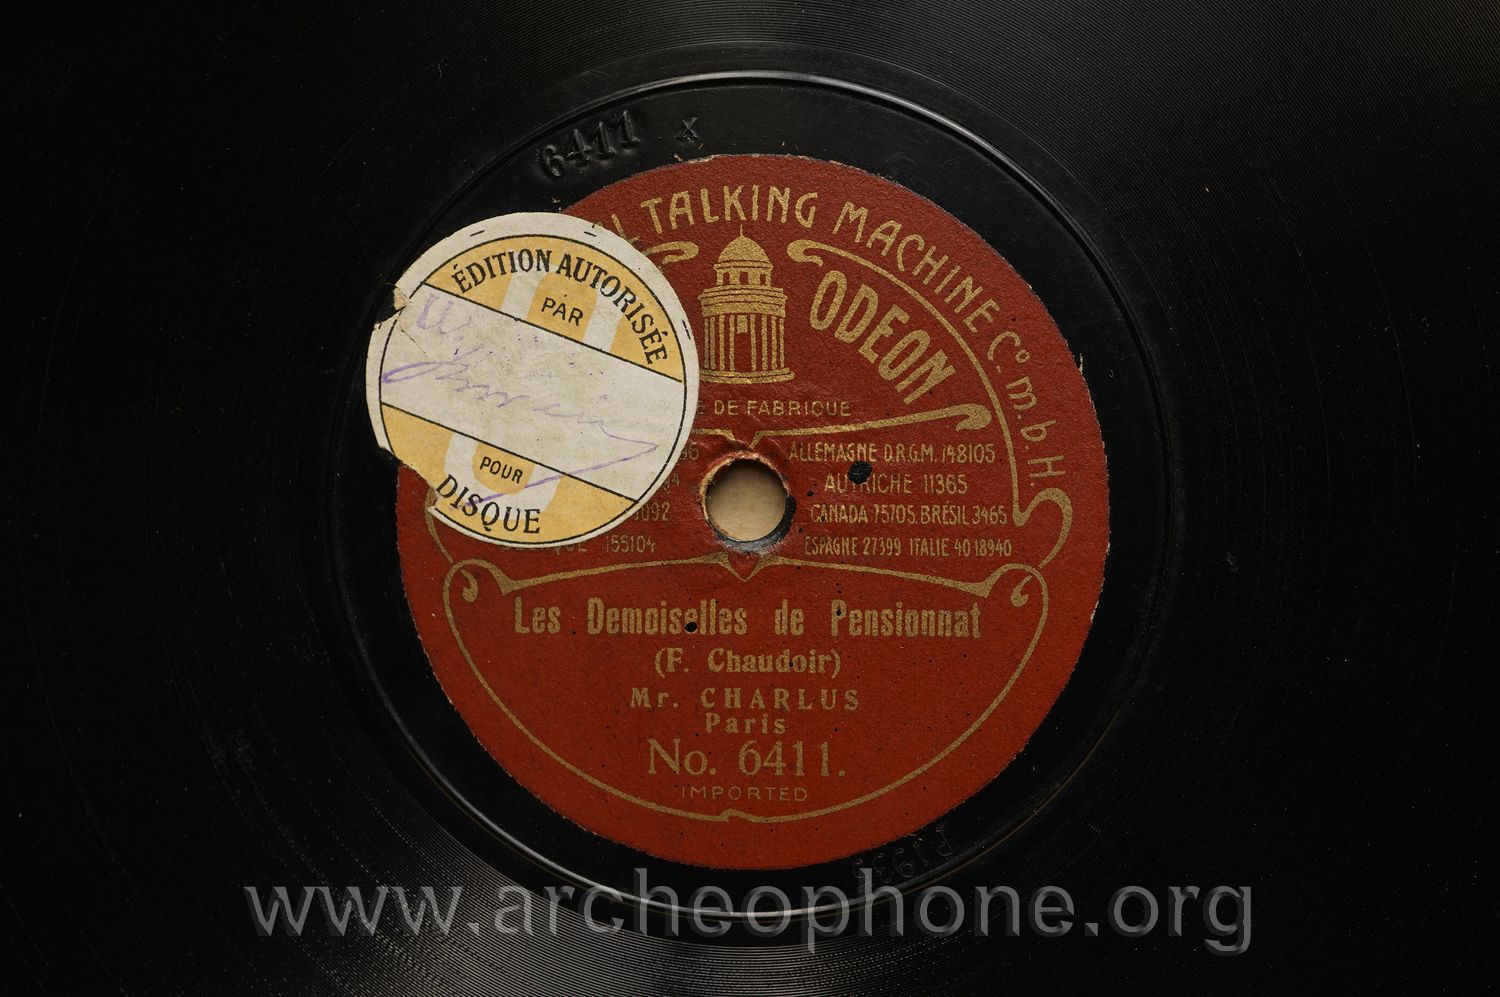 6411 x
TALKING MACHINE Co. m. b. H.
ODEON
DE FABRIQUE
ALLEMAGNE D.R.G.M. 148105
AUTRICHE 11365
CANADA 75705. BRÉSIL 3465
155104
ESPAGNE 27399 ITALIE 40 18940
ÉDITION AUTORISÉE
PAR
POUR
DISQUE
Les Demoiselles de Pensionnat
(F. Chaudoir)
Mr. CHARLUS
Paris
No. 6411.
IMPORTED
www.archeophone.org